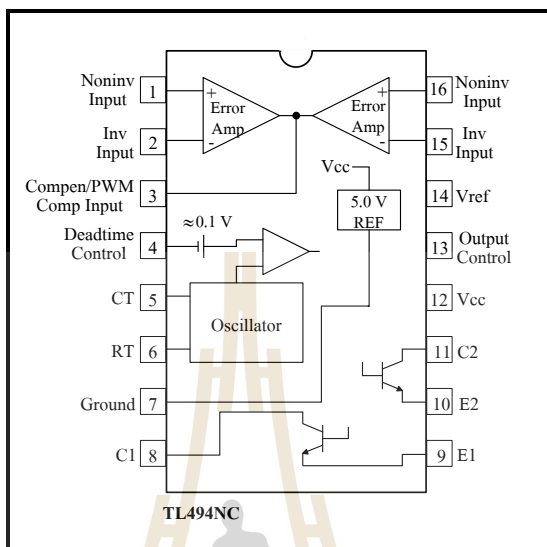 Noninv
Input
1
+
Error
Amp
-
Inv
Input
2
Compen/PWM
Comp Input
3
Deadtime
Control
4
≈0.1 V
CT
5
Oscillator
RT
6
Ground
7
C1
8
+
Error
Amp
-
16
Noninv
Input
15
Inv
Input
Vcc
5.0 V
REF
14
Vref
13
Output
Control
12
Vcc
11
C2
10
E2
9
E1
TL494NC